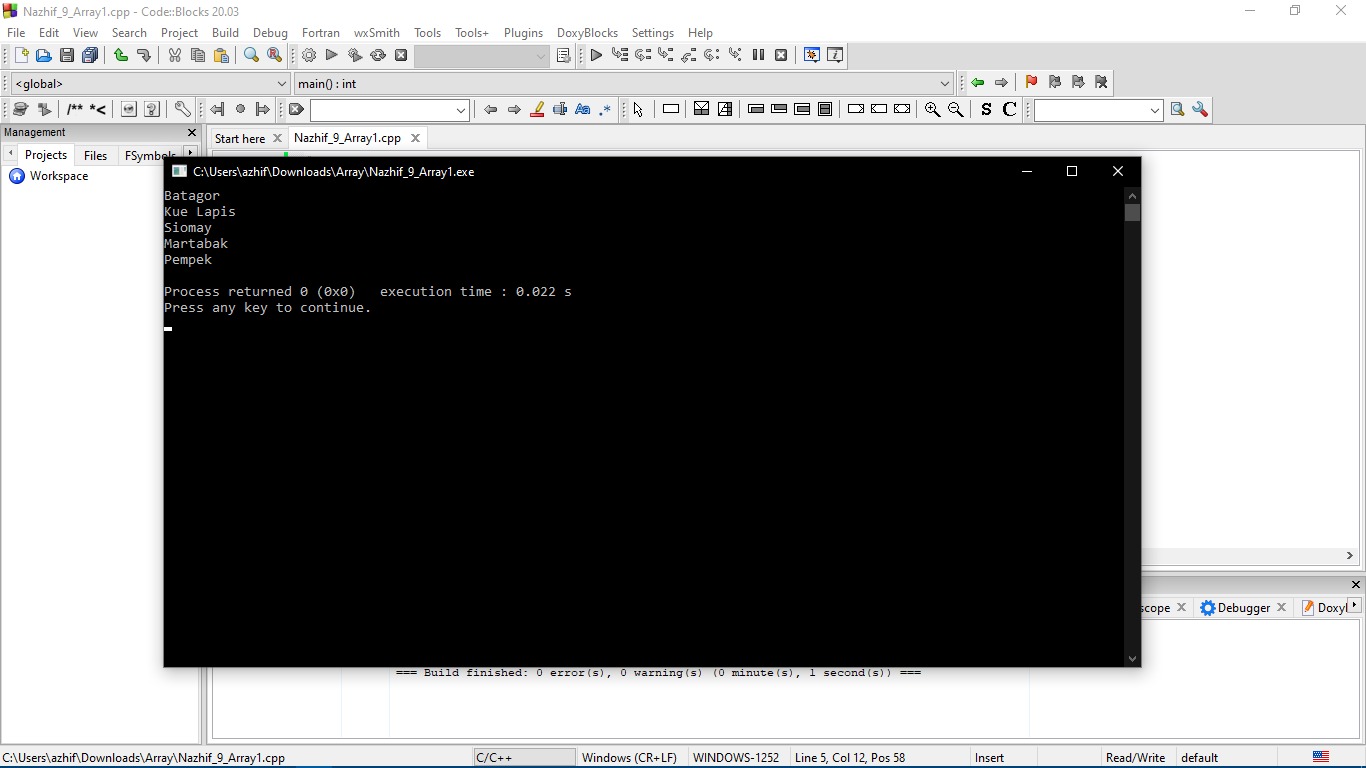 Nazhif_9_Array1.cpp - Code::Blocks 20.03
File Edit View Search Project Build Debug Fortran wxSmith Tools Tools+ Plugins DoxyBlocks Settings Help
<global> main() : int
/** *< Aa .* S C
Management
Start here Nazhif_9_Array1.cpp
Projects Files FSymbols
Workspace
C:\Users\azhif\Downloads\Array\Nazhif_9_Array1.exe
Batagor
Kue Lapis
Siomay
Martabak
Pempek
Process returned 0 (0x0)   execution time : 0.022 s
Press any key to continue.
scope Debugger Doxy
=== Build finished: 0 error(s), 0 warning(s) (0 minute(s), 1 second(s)) ===
C:\Users\azhif\Downloads\Array\Nazhif_9_Array1.cpp C/C++ Windows (CR+LF) WINDOWS-1252 Line 5, Col 12, Pos 58 Insert Read/Write default